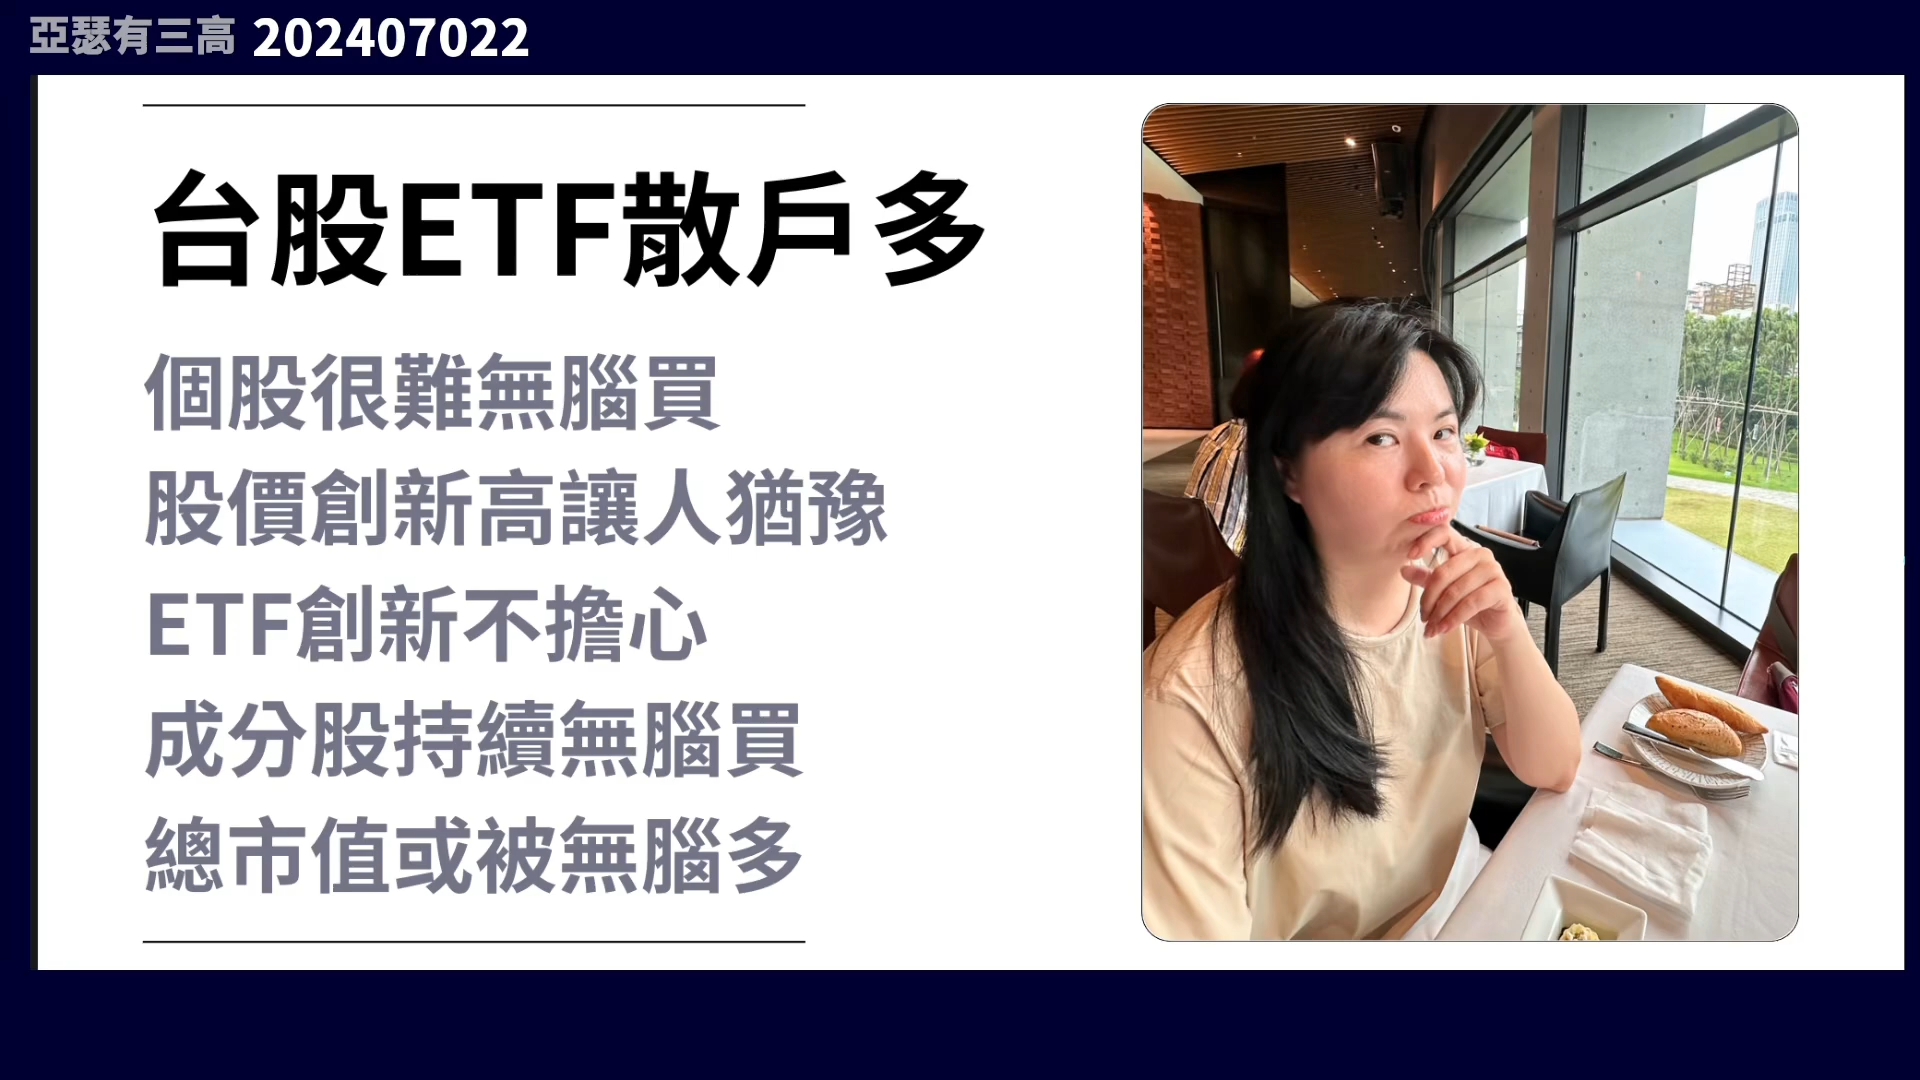 亞瑟有三高 202407022
台股ETF散戶多
個股很難無腦買
股價創新高讓人猶豫
ETF創新不擔心
成分股持續無腦買
總市值或被無腦多